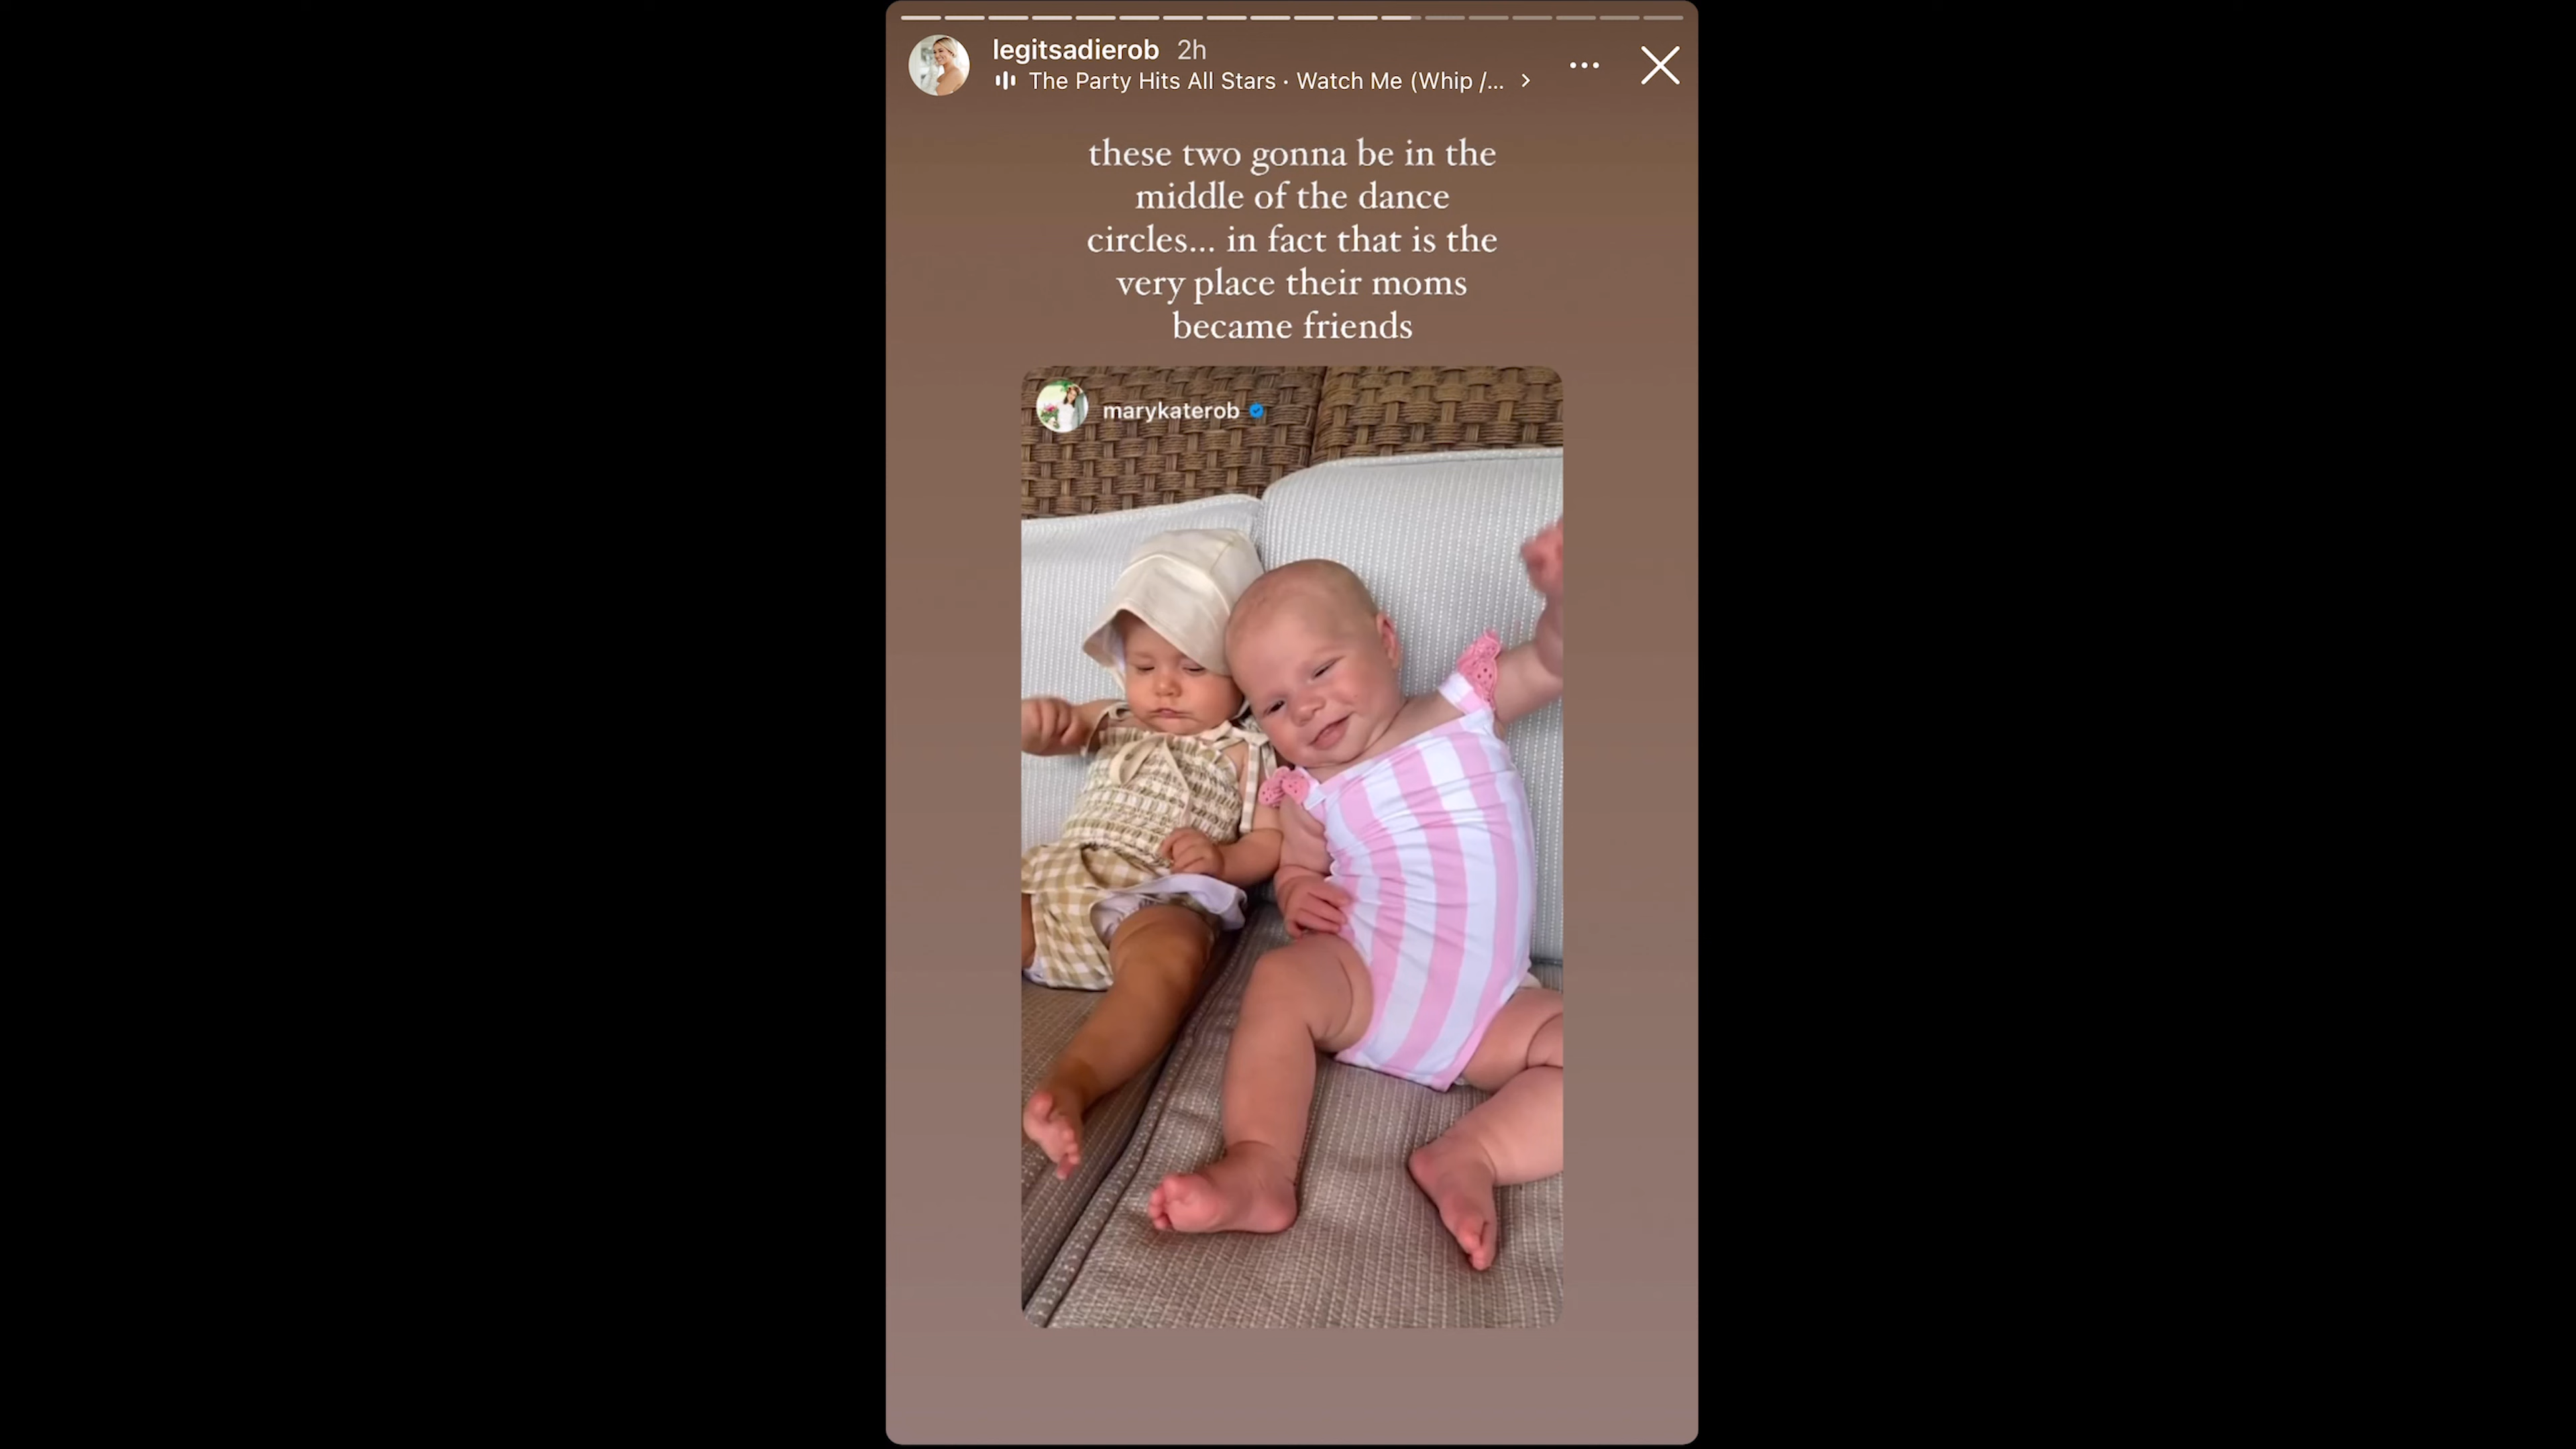 legitsadierob 2h
The Party Hits All Stars · Watch Me (Whip /...
these two gonna be in the
middle of the dance
circles... in fact that is the
very place their moms
became friends
marykaterob